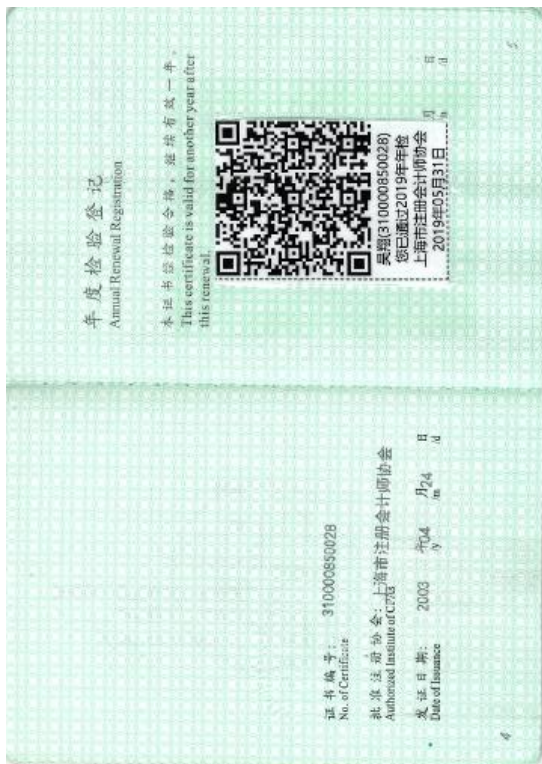 证书编号: 310000850028
No. of Certificate
批准注册协会: 上海市注册会计师协会
Authorized Institute of CPAs
发证日期: 2003 年04 月24 日
Date of Issuance /y /m /d
4
年度检验登记
Annual Renewal Registration
本证书经检验合格，继续有效一年．
This certificate is valid for another year after
this renewal.
吴翔(310000850028)
您已通过2019年年检
上海市注册会计师协会
2019年05月31日
月 日
/d
5